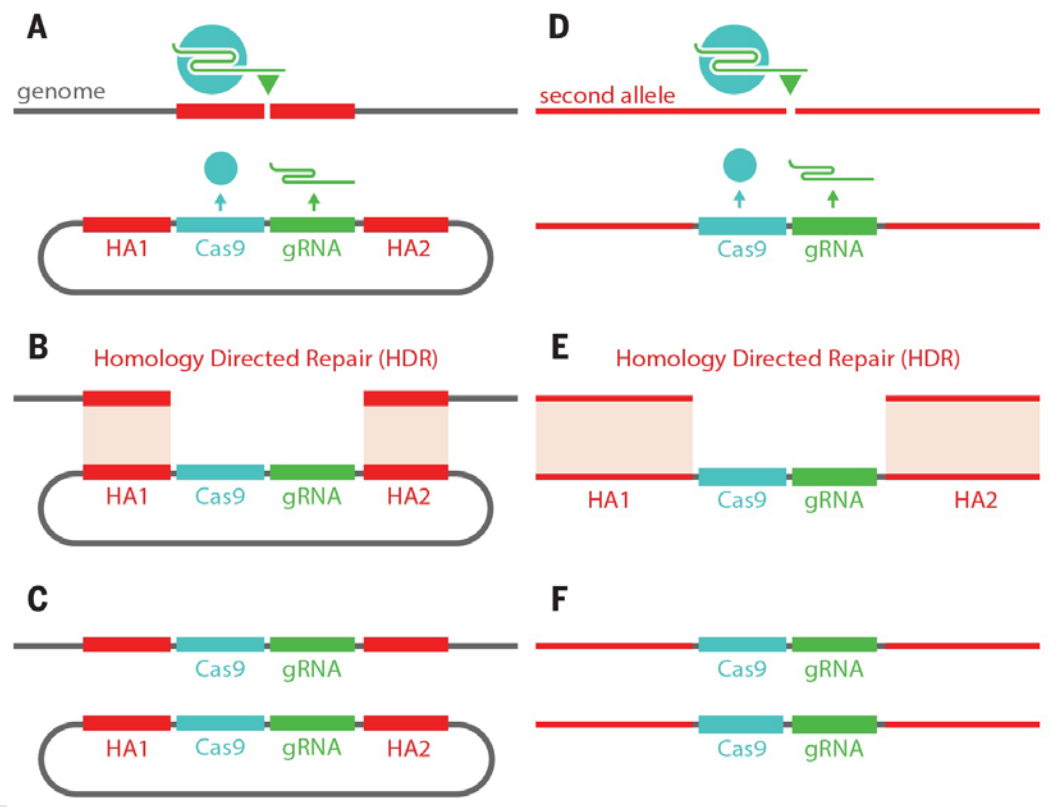 A
genome
HA1 Cas9 gRNA HA2
B
Homology Directed Repair (HDR)
HA1 Cas9 gRNA HA2
C
Cas9 gRNA
HA1 Cas9 gRNA HA2
D
second allele
Cas9 gRNA
E
Homology Directed Repair (HDR)
HA1 Cas9 gRNA HA2
F
Cas9 gRNA
Cas9 gRNA